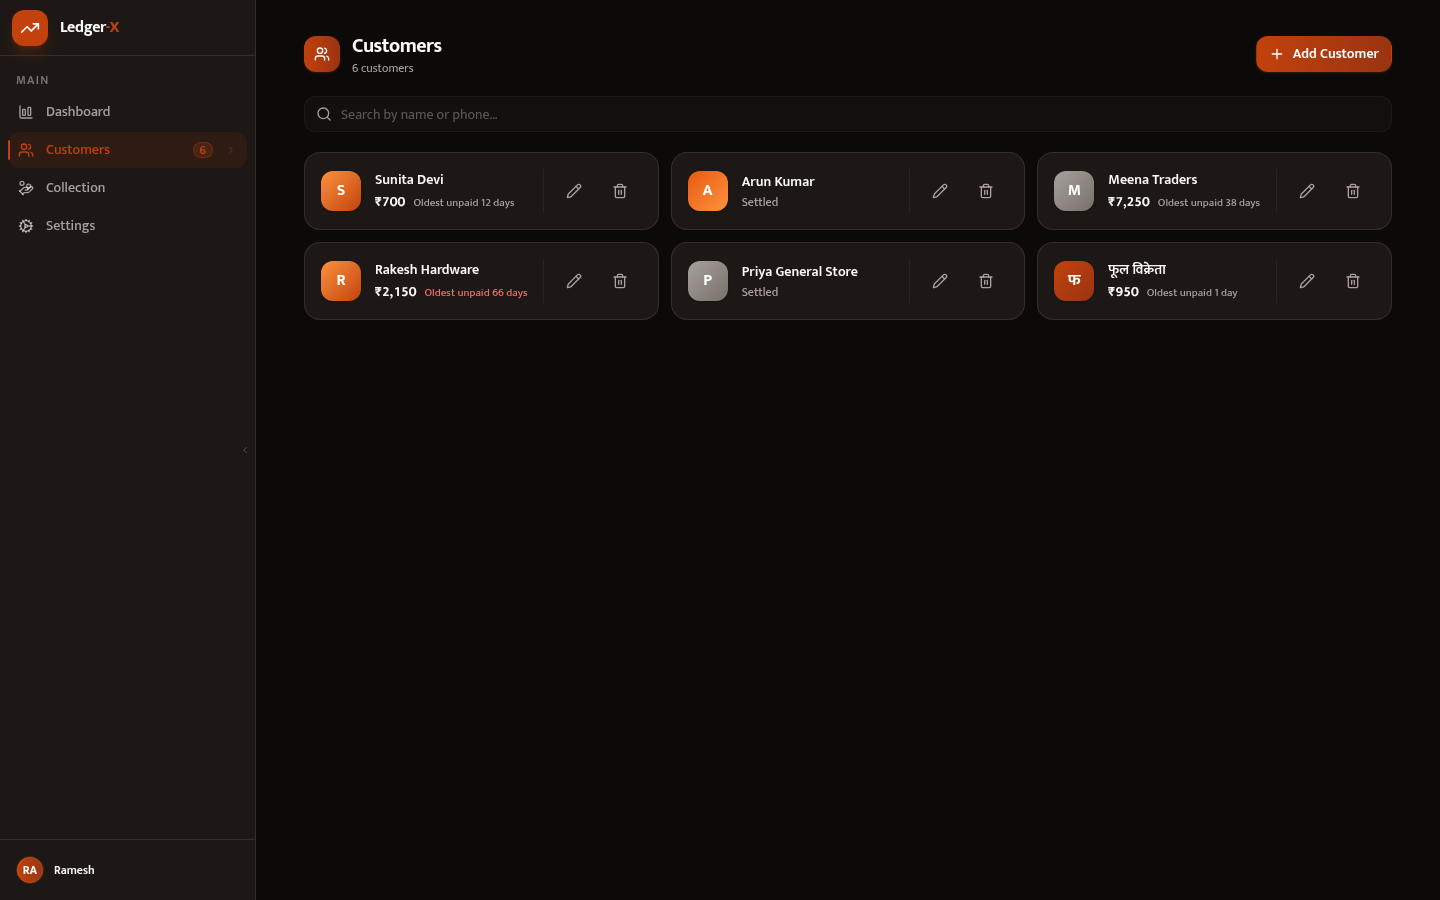 Ledger-X
MAIN
Dashboard
Customers 6
Collection
Settings
RA Ramesh
Customers
6 customers
Add Customer
Search by name or phone...
S
Sunita Devi
₹700 Oldest unpaid 12 days
A
Arun Kumar
Settled
M
Meena Traders
₹7,250 Oldest unpaid 38 days
R
Rakesh Hardware
₹2,150 Oldest unpaid 66 days
P
Priya General Store
Settled
फ
फूल विक्रेता
₹950 Oldest unpaid 1 day